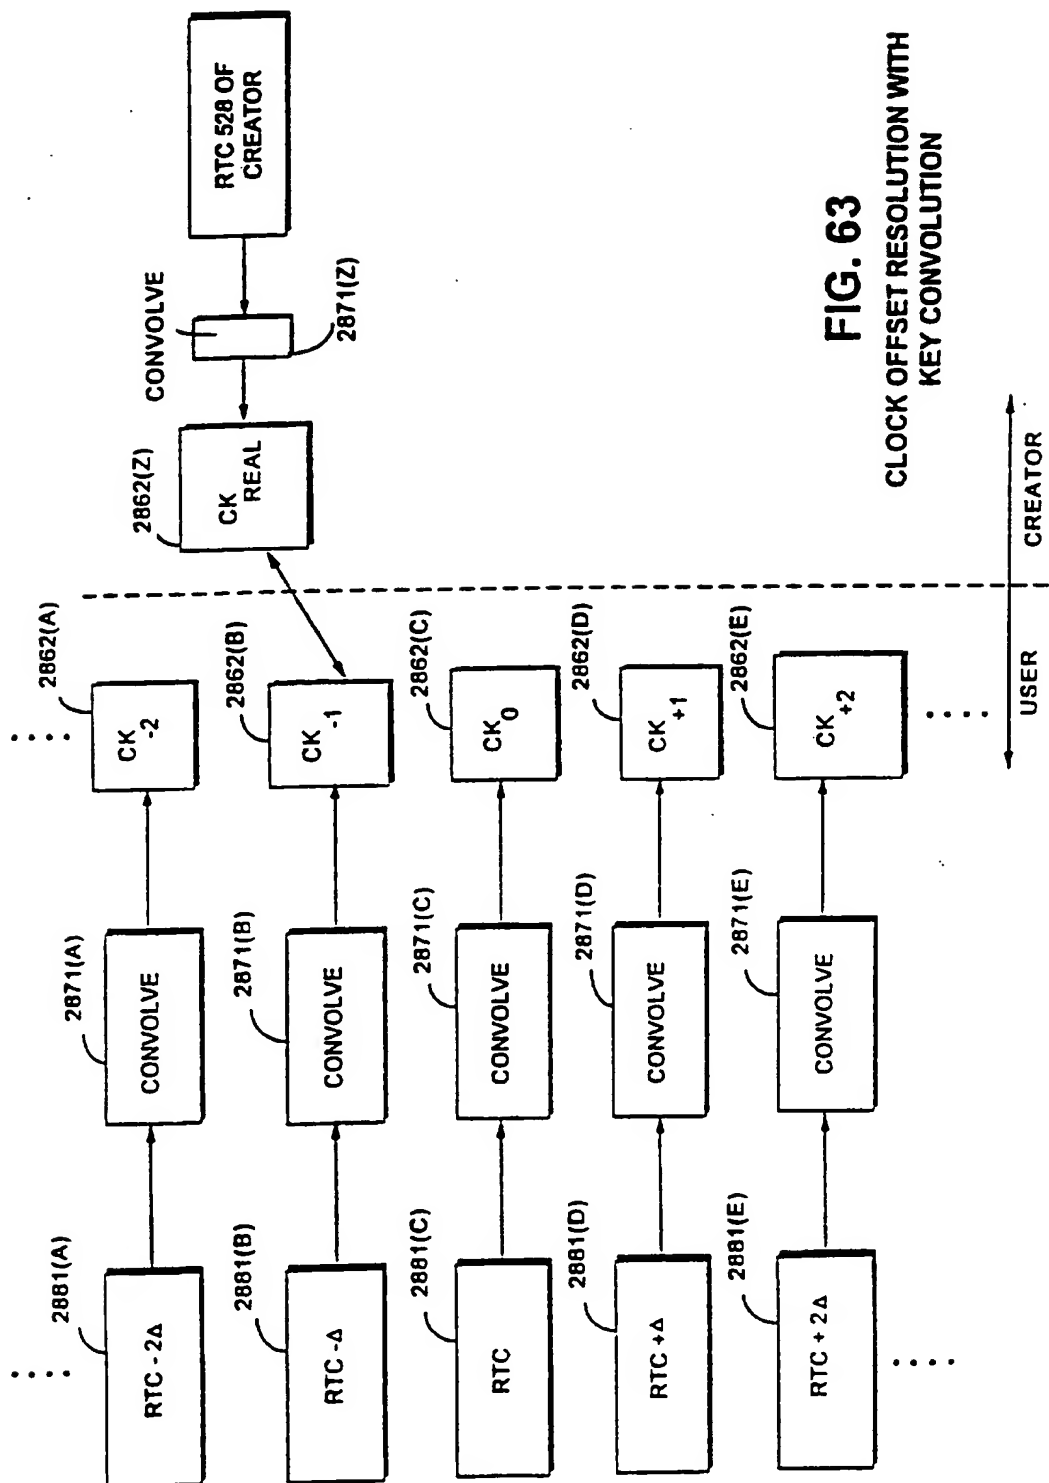 2881(A)
RTC - 2Δ
2871(A)
CONVOLVE
2862(A)
CK -2
2881(B)
RTC -Δ
2871(B)
CONVOLVE
2862(B)
CK -1
2881(C)
RTC
2871(C)
CONVOLVE
2862(C)
CK 0
2881(D)
RTC +Δ
2871(D)
CONVOLVE
2862(D)
CK +1
2881(E)
RTC + 2Δ
2871(E)
CONVOLVE
2862(E)
CK +2
2862(Z)
CK REAL
CONVOLVE
2871(Z)
RTC 528 OF
CREATOR
USER
CREATOR
FIG. 63
CLOCK OFFSET RESOLUTION WITH
KEY CONVOLUTION